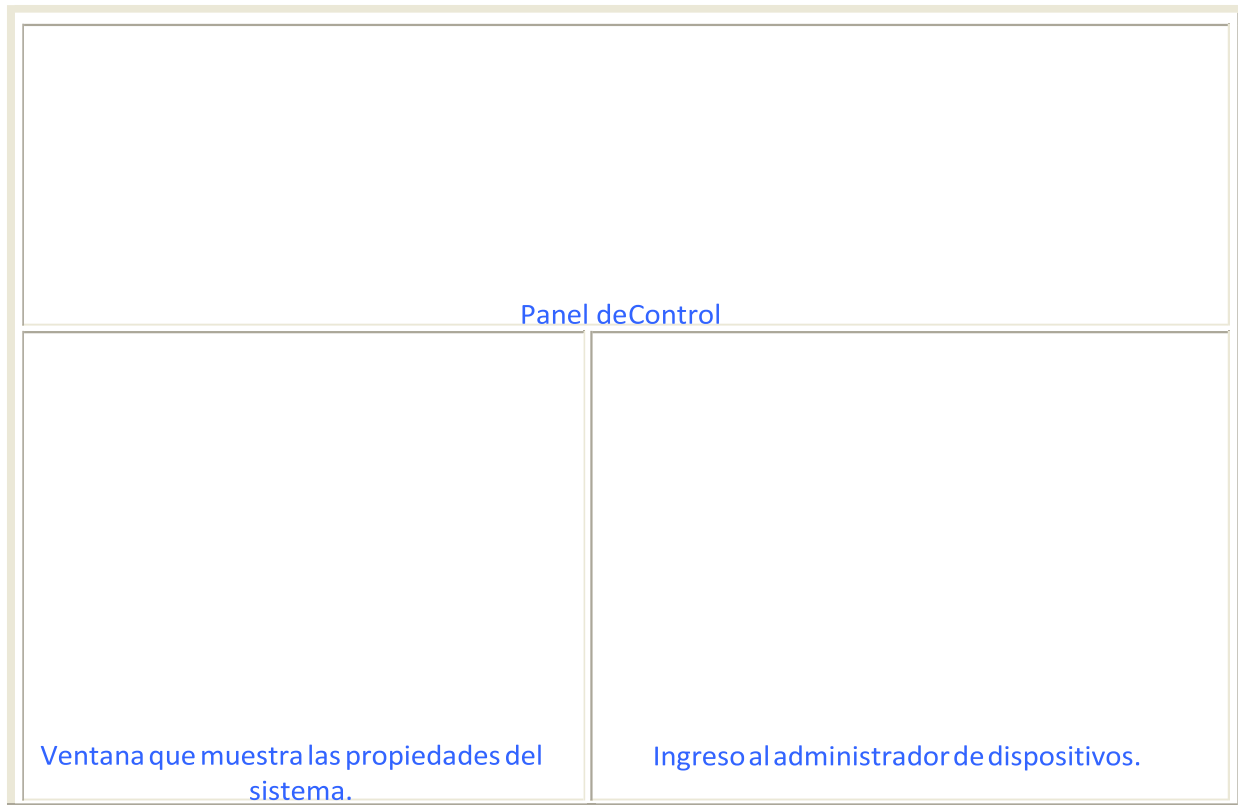 Panel deControl
Ventana que muestra las propiedades del
sistema.
Ingreso al administrador de dispositivos.